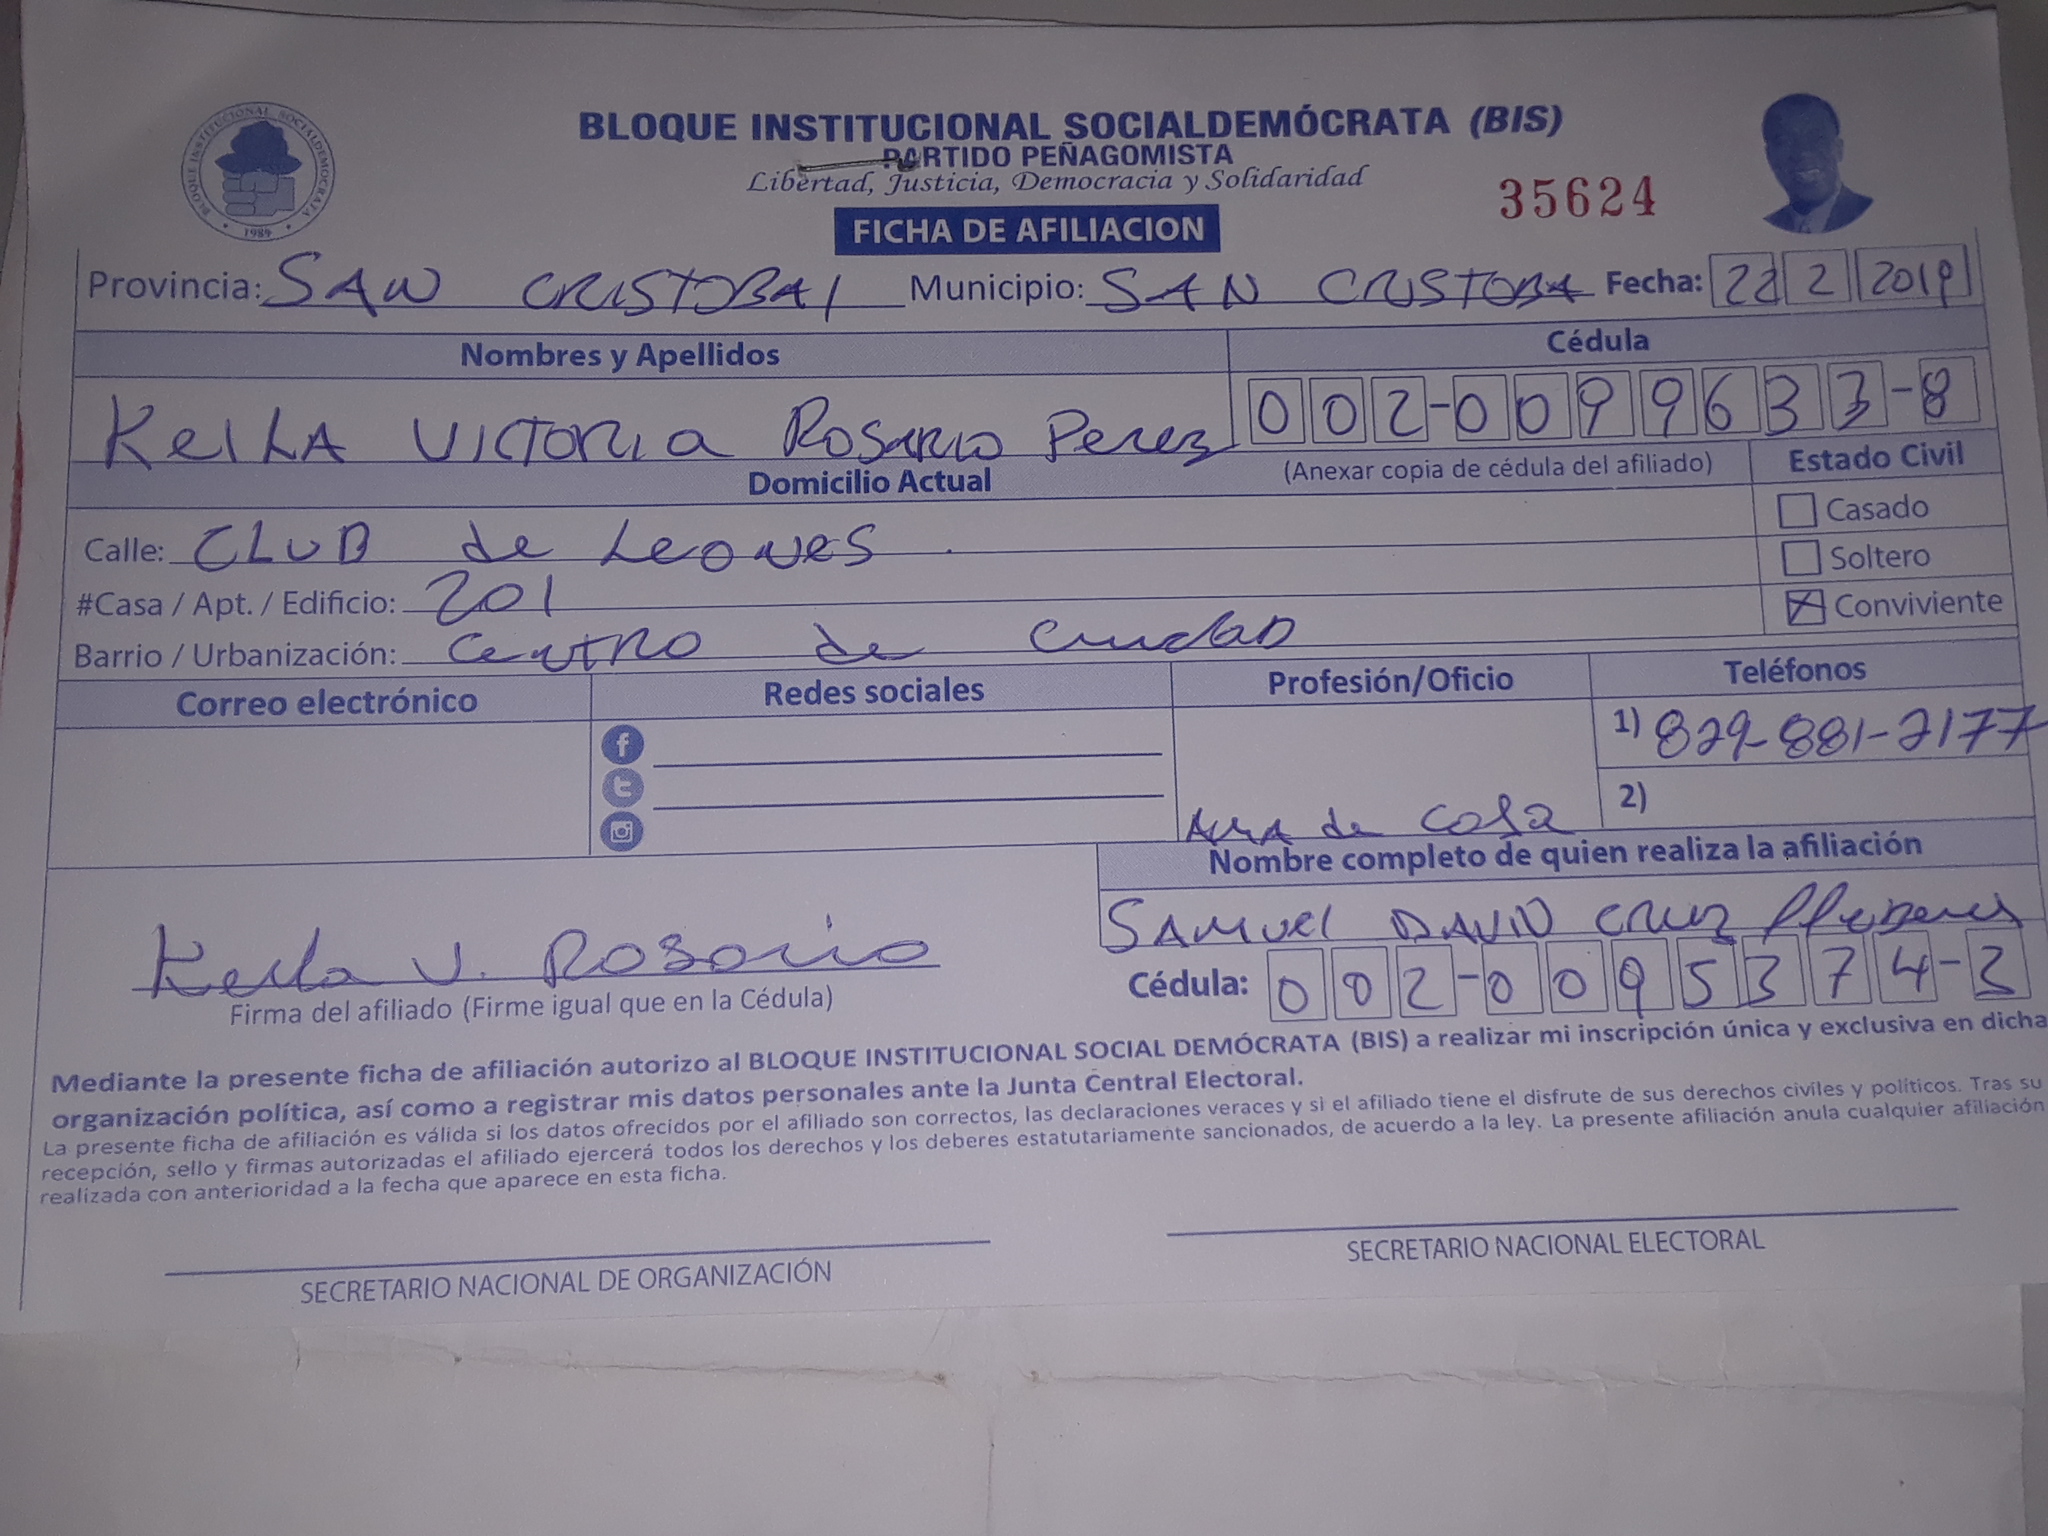 BLOQUE INSTITUCIONAL SOCIALDEMOCRATA
1989
BLOQUE INSTITUCIONAL SOCIALDEMÓCRATA (BIS)
PARTIDO PEÑAGOMISTA
Libertad, Justicia, Democracia y Solidaridad
35624
FICHA DE AFILIACION
Provincia: SAN CRISTOBAl Municipio: SAN CRISTOBA Fecha: 22 2 2019
Nombres y Apellidos Cédula
KeilA VICTORIA ROSARIO Perez 002-0099633-8
Domicilio Actual (Anexar copia de cédula del afiliado) Estado Civil
Calle: CLUB de Leones Casado
#Casa / Apt. / Edificio: 201 Soltero
Barrio / Urbanización: Centro de Ciudad Conviviente
Correo electrónico Redes sociales Profesión/Oficio Teléfonos
1) 829-881-2177
2)
AMA de Casa
Nombre completo de quien realiza la afiliación
SAMUEL DAVID CRUZ
Keila V. Rosario
Cédula: 002-0095374-3
Firma del afiliado (Firme igual que en la Cédula)
Mediante la presente ficha de afiliación autorizo al BLOQUE INSTITUCIONAL SOCIAL DEMÓCRATA (BIS) a realizar mi inscripción única y exclusiva en dicha
organización política, así como a registrar mis datos personales ante la Junta Central Electoral.
La presente ficha de afiliación es válida si los datos ofrecidos por el afiliado son correctos, las declaraciones veraces y si el afiliado tiene el disfrute de sus derechos civiles y políticos. Tras su
recepción, sello y firmas autorizadas el afiliado ejercerá todos los derechos y los deberes estatutariamente sancionados, de acuerdo a la ley. La presente afiliación anula cualquier afiliación
realizada con anterioridad a la fecha que aparece en esta ficha.
SECRETARIO NACIONAL DE ORGANIZACIÓN SECRETARIO NACIONAL ELECTORAL